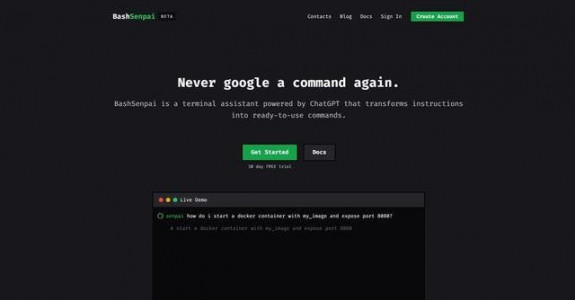 BashSenpai BETA
Contacts Blog Docs Sign In Create Account
Never google a command again.
BashSenpai is a terminal assistant powered by ChatGPT that transforms instructions
into ready-to-use commands.
Get Started Docs
30 day FREE trial
Live Demo
senpai how do i start a docker container with my_image and expose port 8080?
# start a docker container with my_image and expose port 8080